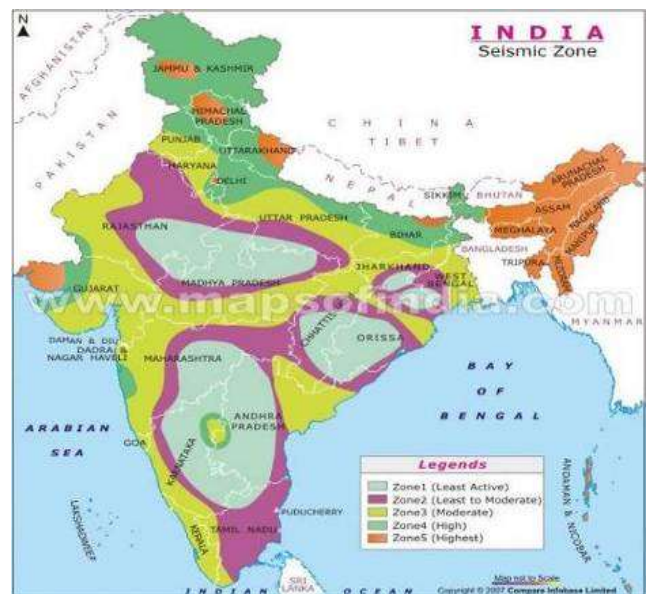 N
INDIA
Seismic Zone
AFGHANISTAN
JAMMU & KASHMIR
HIMACHAL
PRADESH
CHINA
TIBET
PAKISTAN
PUNJAB
UTTARAKHAND
HARYANA
DELHI
NEPAL
SIKKIM
BHUTAN
ARUNACHAL
PRADESH
RAJASTHAN
UTTAR PRADESH
BIHAR
ASSAM
NAGALAND
MEGHALAYA
MANIPUR
BANGLADESH
TRIPURA
MIZORAM
JHARKHAND
WEST
BENGAL
GUJARAT
MADHYA PRADESH
www.mapsofindia.com
MYANMAR
CHHATTIS
ORISSA
DAMAN & DIU
DADRA &
NAGAR HAVELI
MAHARASHTRA
BAY
OF
BENGAL
ARABIAN
SEA
GOA
ANDHRA
PRADESH
KARNATAKA
Legends
Zone1 (Least Active)
Zone2 (Least to Moderate)
Zone3 (Moderate)
Zone4 (High)
Zone5 (Highest)
ANDAMAN & NICOBAR
LAKSHADWEEP
PUDUCHERRY
TAMIL NADU
KERALA
SRI
LANKA
INDIAN OCEAN
Map not to Scale
Copyright © 2007 Compare Infobase Limited